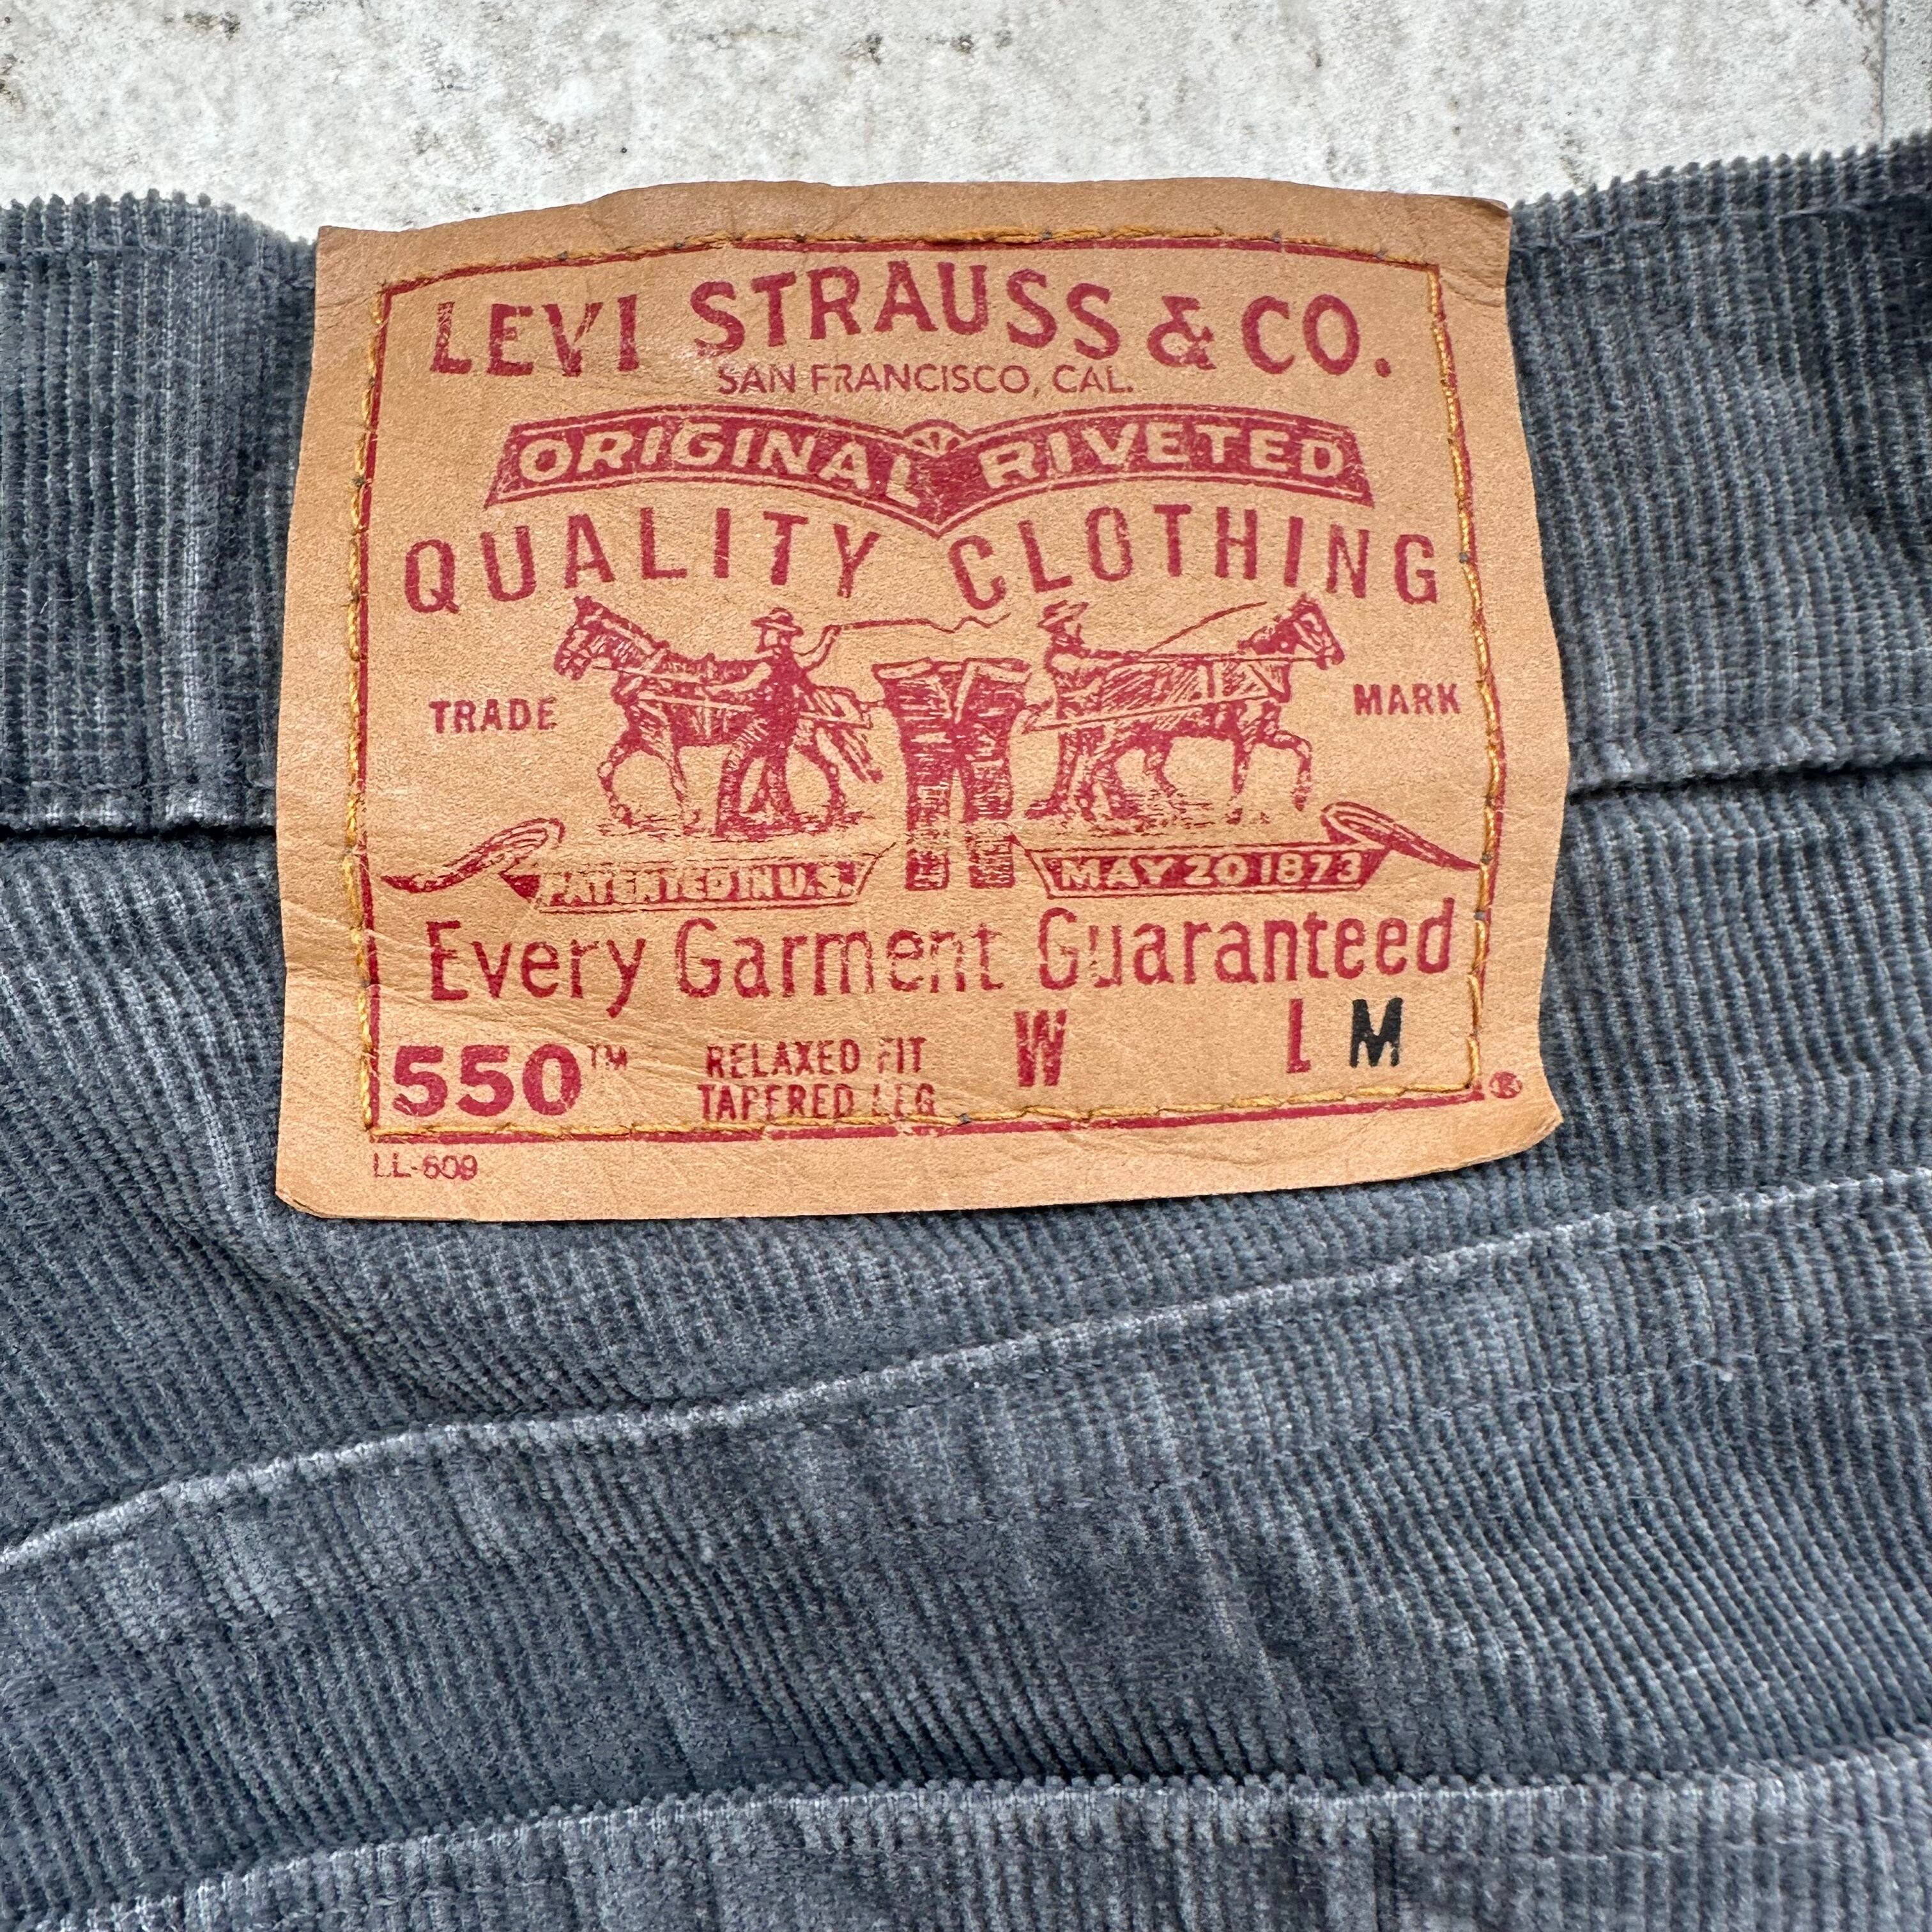 LEVI STRAUSS & CO.
SAN FRANCISCO, CAL.
ORIGINAL RIVETED
QUALITY CLOTHING
TRADE MARK
PATENTED IN U.S. MAY 20 1873
Every Garment Guaranteed
550™ RELAXED FIT W L M
TAPERED LEG
®
LL-609